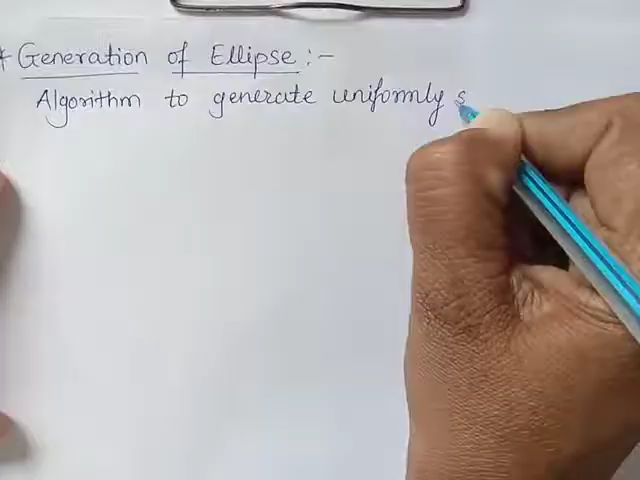 * Generation of Ellipse :-
Algorithm to generate uniformly s